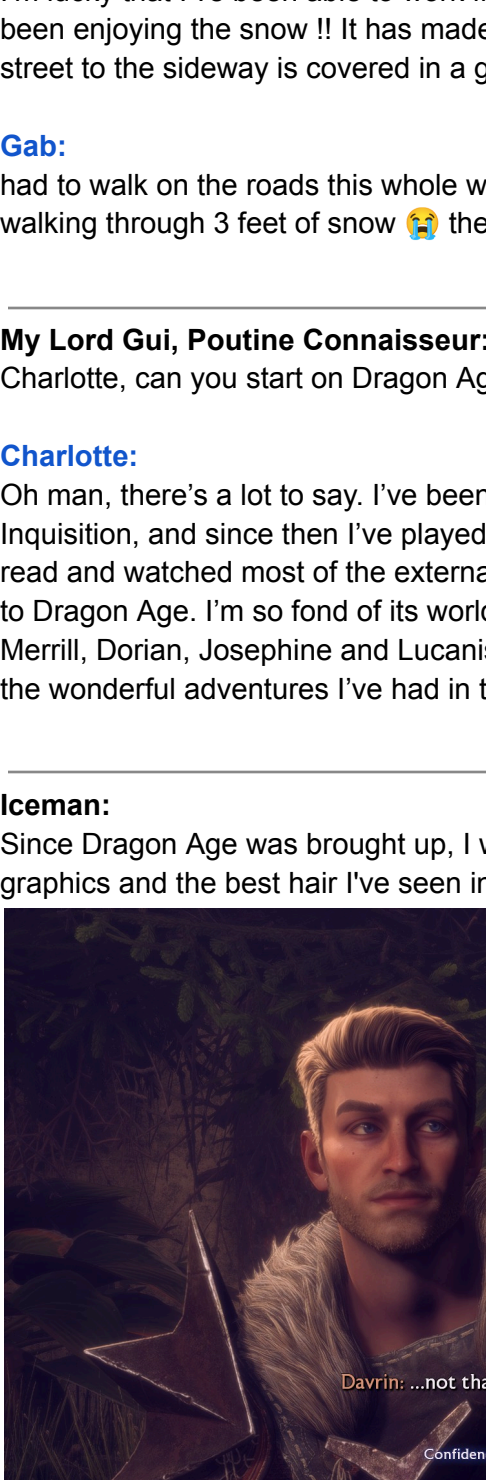 been enjoying the snow !! It has made
street to the sideway is covered in a g
Gab:
had to walk on the roads this whole w
walking through 3 feet of snow 😭 the
My Lord Gui, Poutine Connaisseur:
Charlotte, can you start on Dragon Ag
Charlotte:
Oh man, there’s a lot to say. I’ve been
Inquisition, and since then I’ve played
read and watched most of the externa
to Dragon Age. I’m so fond of its world
Merrill, Dorian, Josephine and Lucanis
the wonderful adventures I’ve had in t
Iceman:
Since Dragon Age was brought up, I w
graphics and the best hair I've seen in
Davrin: ...not tha
Confiden